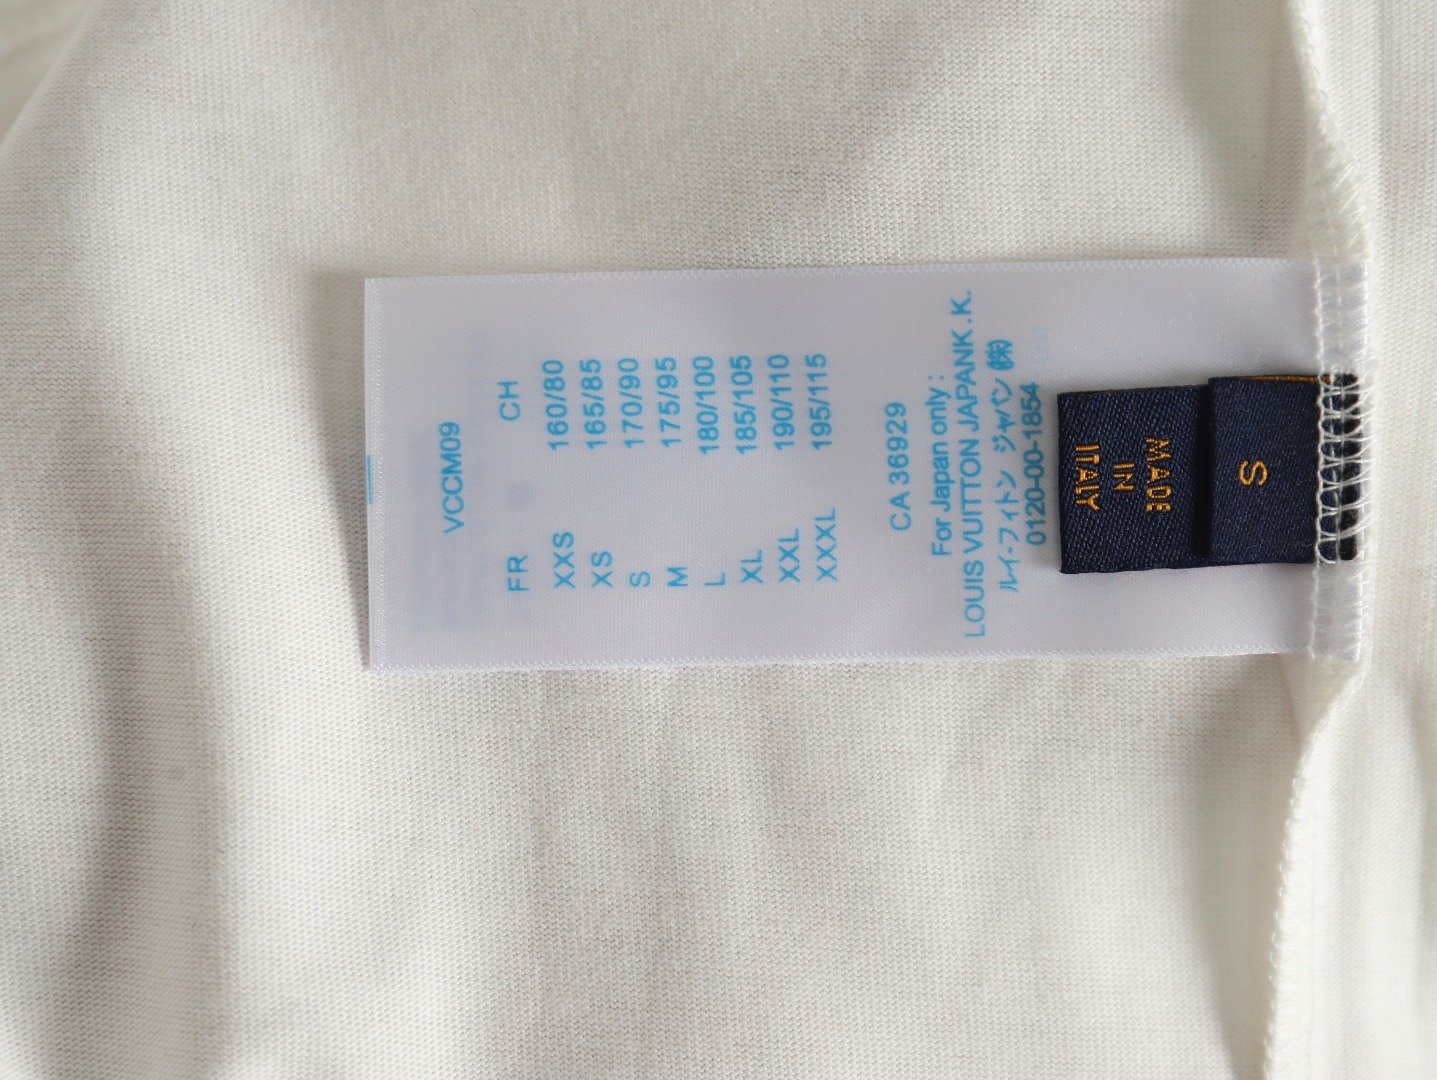 VCCM09
FR CH
XXS 160/80
XS 165/85
S 170/90
M 175/95
L 180/100
XL 185/105
XXL 190/110
XXXL 195/115
CA 36929
For Japan only :
LOUIS VUITTON JAPANK.K.
ルイ-フィトン ジャパン ㈱
0120-00-1854
MADE
IN
ITALY
S